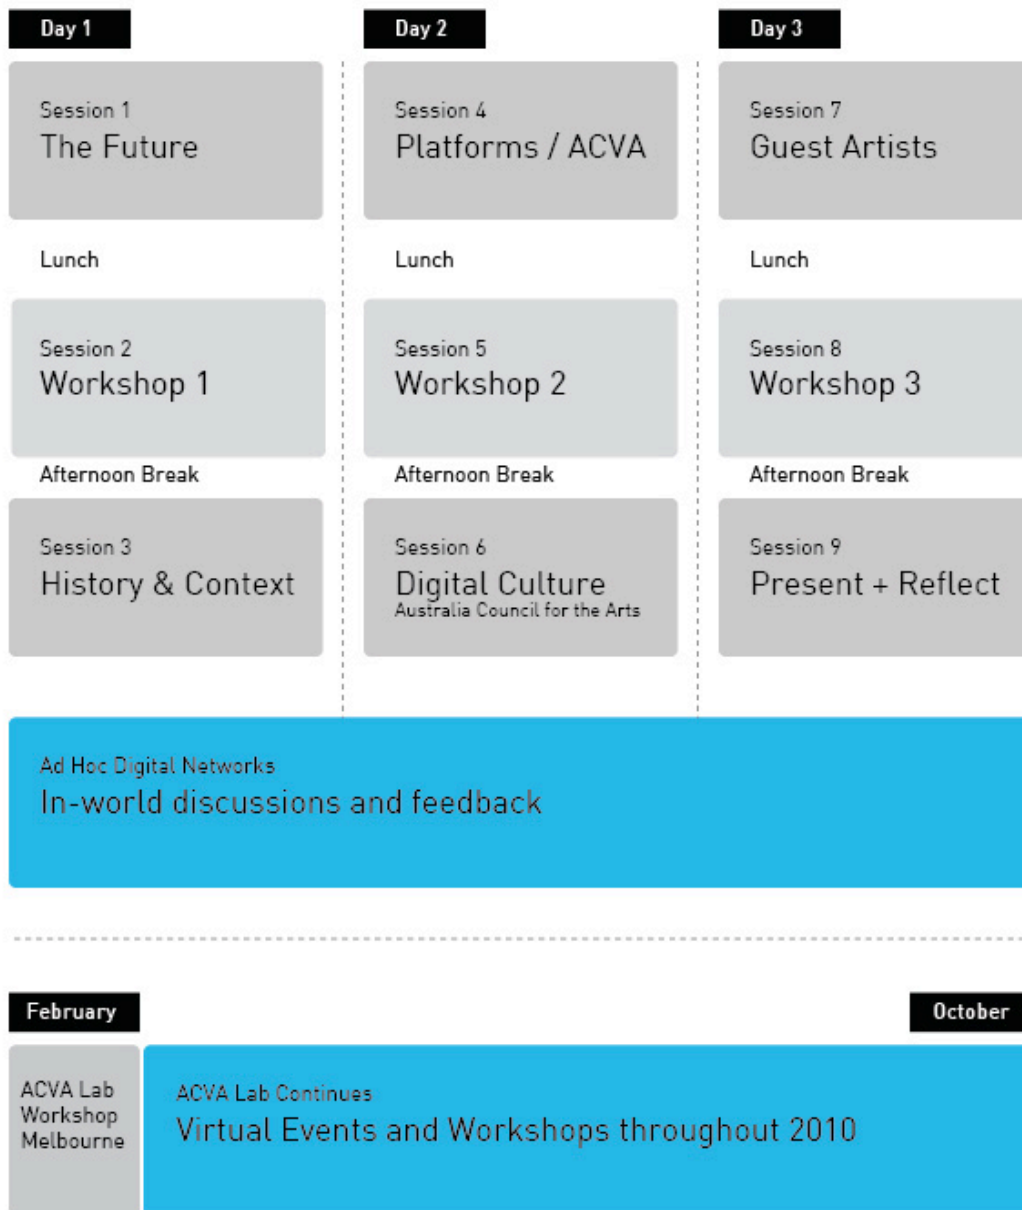 Day 1
Day 2
Day 3
Session 1
The Future
Session 4
Platforms / ACVA
Session 7
Guest Artists
Lunch
Lunch
Lunch
Session 2
Workshop 1
Session 5
Workshop 2
Session 8
Workshop 3
Afternoon Break
Afternoon Break
Afternoon Break
Session 3
History & Context
Session 6
Digital Culture
Australia Council for the Arts
Session 9
Present + Reflect
Ad Hoc Digital Networks
In-world discussions and feedback
February
October
ACVA Lab
Workshop
Melbourne
ACVA Lab Continues
Virtual Events and Workshops throughout 2010